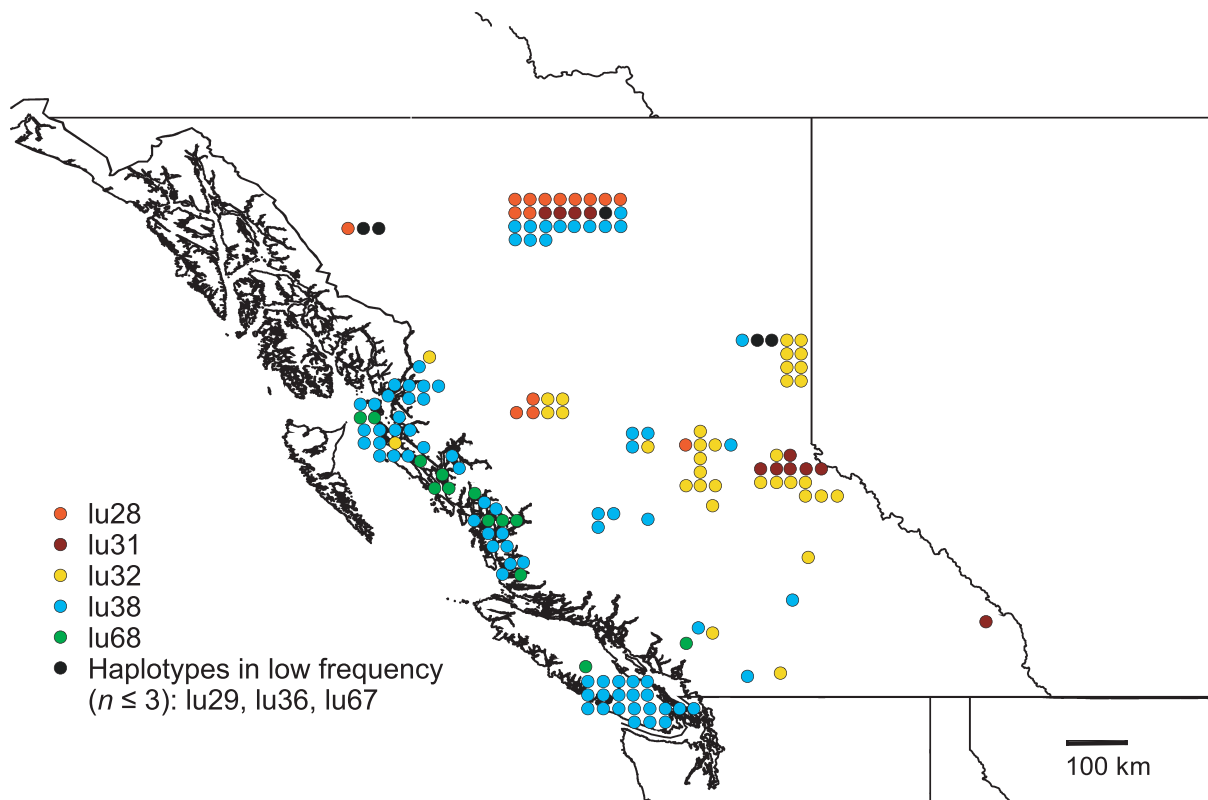 lu28
lu31
lu32
lu38
lu68
Haplotypes in low frequency
(n ≤ 3): lu29, lu36, lu67
100 km